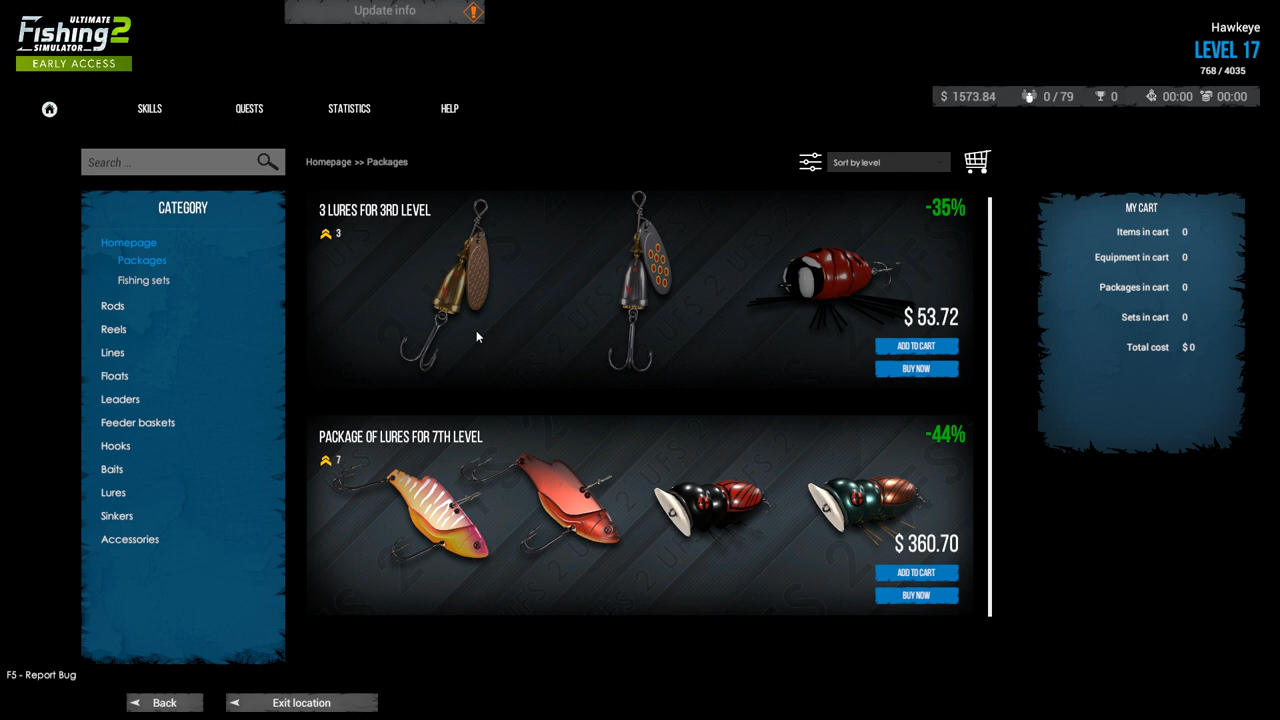 Update info
ULTIMATE
Fishing 2
SIMULATOR
EARLY ACCESS
Hawkeye
LEVEL 17
768 / 4035
$ 1573.84 0 / 79 0 00:00 00:00
SKILLS QUESTS STATISTICS HELP
Search ...
Homepage >> Packages
Sort by level
CATEGORY
Homepage
Packages
Fishing sets
Rods
Reels
Lines
Floats
Leaders
Feeder baskets
Hooks
Baits
Lures
Sinkers
Accessories
3 LURES FOR 3RD LEVEL
3
-35%
$ 53.72
ADD TO CART
BUY NOW
PACKAGE OF LURES FOR 7TH LEVEL
7
-44%
$ 360.70
ADD TO CART
BUY NOW
MY CART
Items in cart 0
Equipment in cart 0
Packages in cart 0
Sets in cart 0
Total cost $ 0
F5 - Report Bug
Back
Exit location